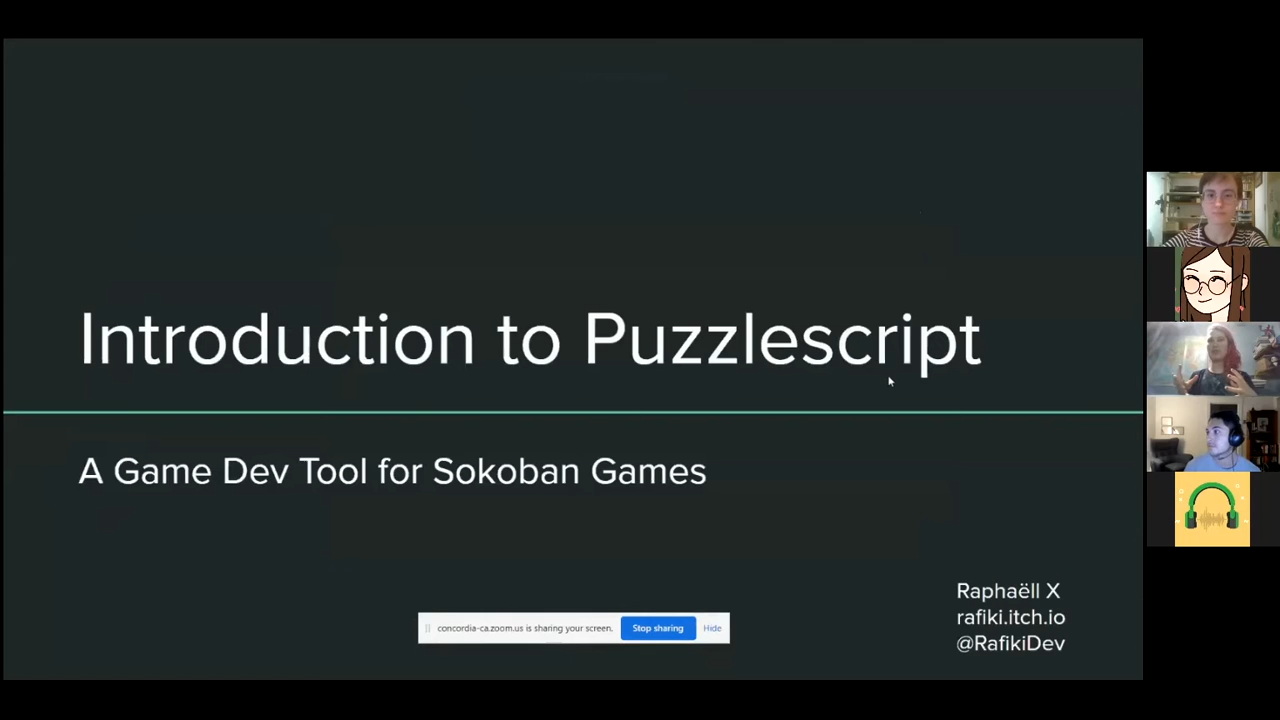 Introduction to Puzzlescript
A Game Dev Tool for Sokoban Games
Raphaëll X
rafiki.itch.io
@RafikiDev
concordia-ca.zoom.us is sharing your screen. Stop sharing Hide